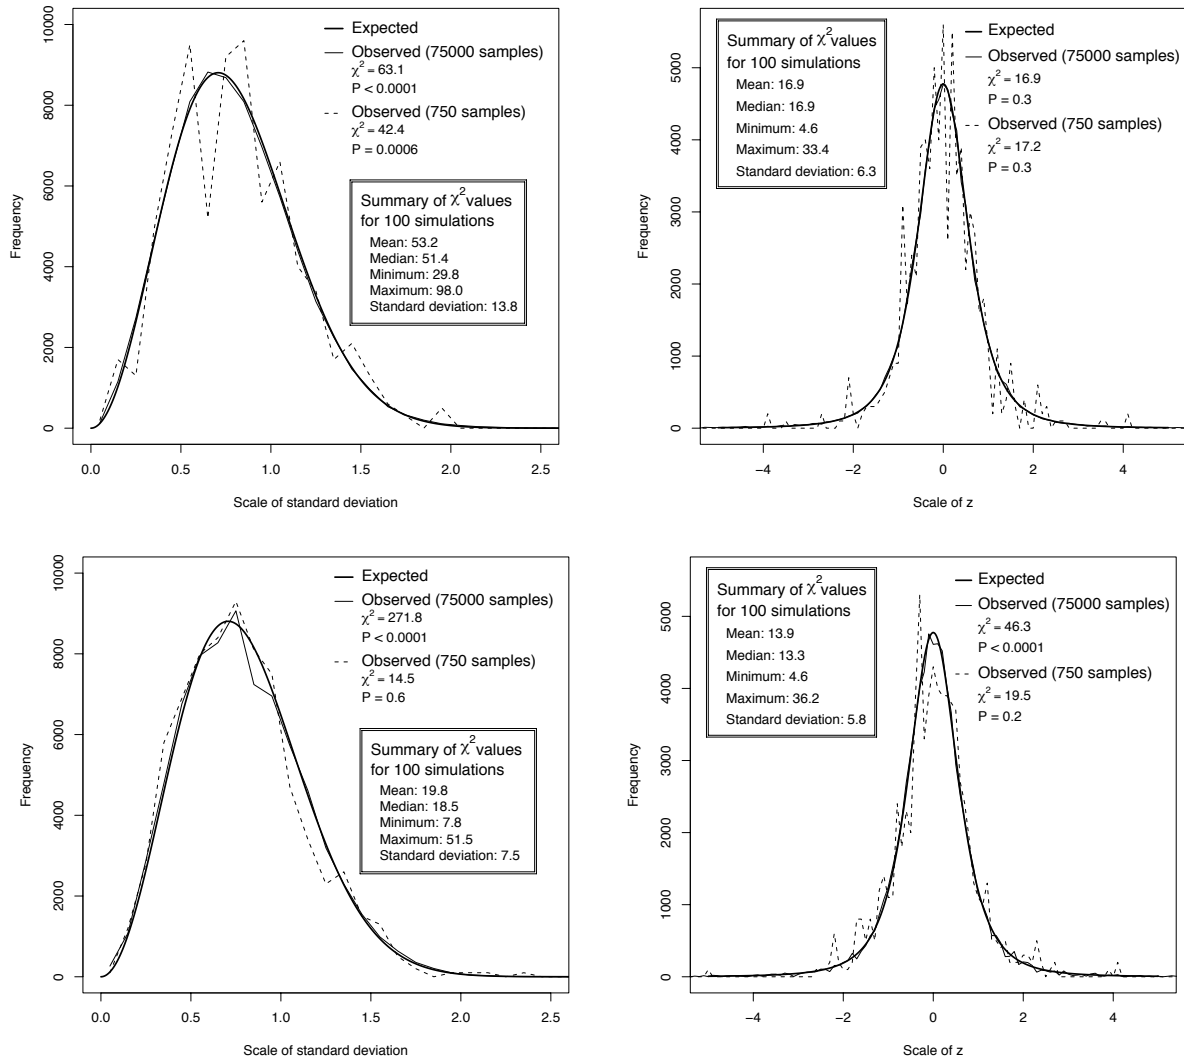 Expected
Observed (75000 samples)
χ² = 63.1
P < 0.0001
Observed (750 samples)
χ² = 42.4
P = 0.0006
Summary of χ² values
for 100 simulations
Mean: 53.2
Median: 51.4
Minimum: 29.8
Maximum: 98.0
Standard deviation: 13.8
Frequency
0 2000 4000 6000 8000 10000
0.0 0.5 1.0 1.5 2.0 2.5
Scale of standard deviation
Summary of χ² values
for 100 simulations
Mean: 16.9
Median: 16.9
Minimum: 4.6
Maximum: 33.4
Standard deviation: 6.3
Expected
Observed (75000 samples)
χ² = 16.9
P = 0.3
Observed (750 samples)
χ² = 17.2
P = 0.3
Frequency
0 1000 2000 3000 4000 5000
−4 −2 0 2 4
Scale of z
Expected
Observed (75000 samples)
χ² = 271.8
P < 0.0001
Observed (750 samples)
χ² = 14.5
P = 0.6
Summary of χ² values
for 100 simulations
Mean: 19.8
Median: 18.5
Minimum: 7.8
Maximum: 51.5
Standard deviation: 7.5
Frequency
0 2000 4000 6000 8000 10000
0.0 0.5 1.0 1.5 2.0 2.5
Scale of standard deviation
Summary of χ² values
for 100 simulations
Mean: 13.9
Median: 13.3
Minimum: 4.6
Maximum: 36.2
Standard deviation: 5.8
Expected
Observed (75000 samples)
χ² = 46.3
P < 0.0001
Observed (750 samples)
χ² = 19.5
P = 0.2
Frequency
0 1000 2000 3000 4000 5000
−4 −2 0 2 4
Scale of z